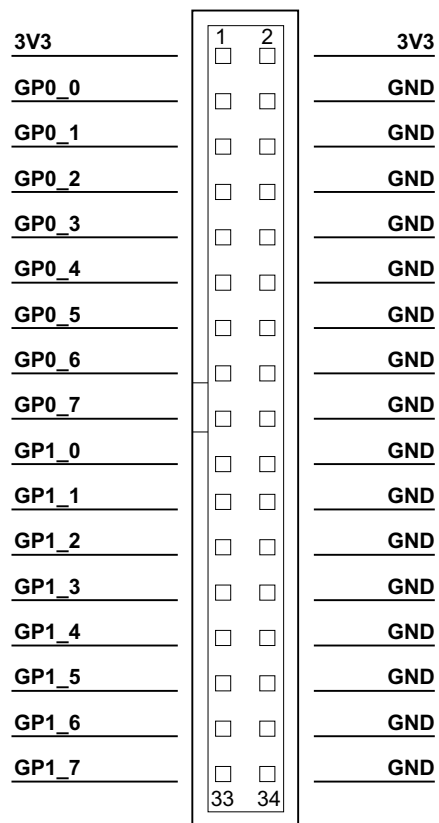 3V3 1 2 3V3
GP0_0 GND
GP0_1 GND
GP0_2 GND
GP0_3 GND
GP0_4 GND
GP0_5 GND
GP0_6 GND
GP0_7 GND
GP1_0 GND
GP1_1 GND
GP1_2 GND
GP1_3 GND
GP1_4 GND
GP1_5 GND
GP1_6 GND
GP1_7 GND
33 34